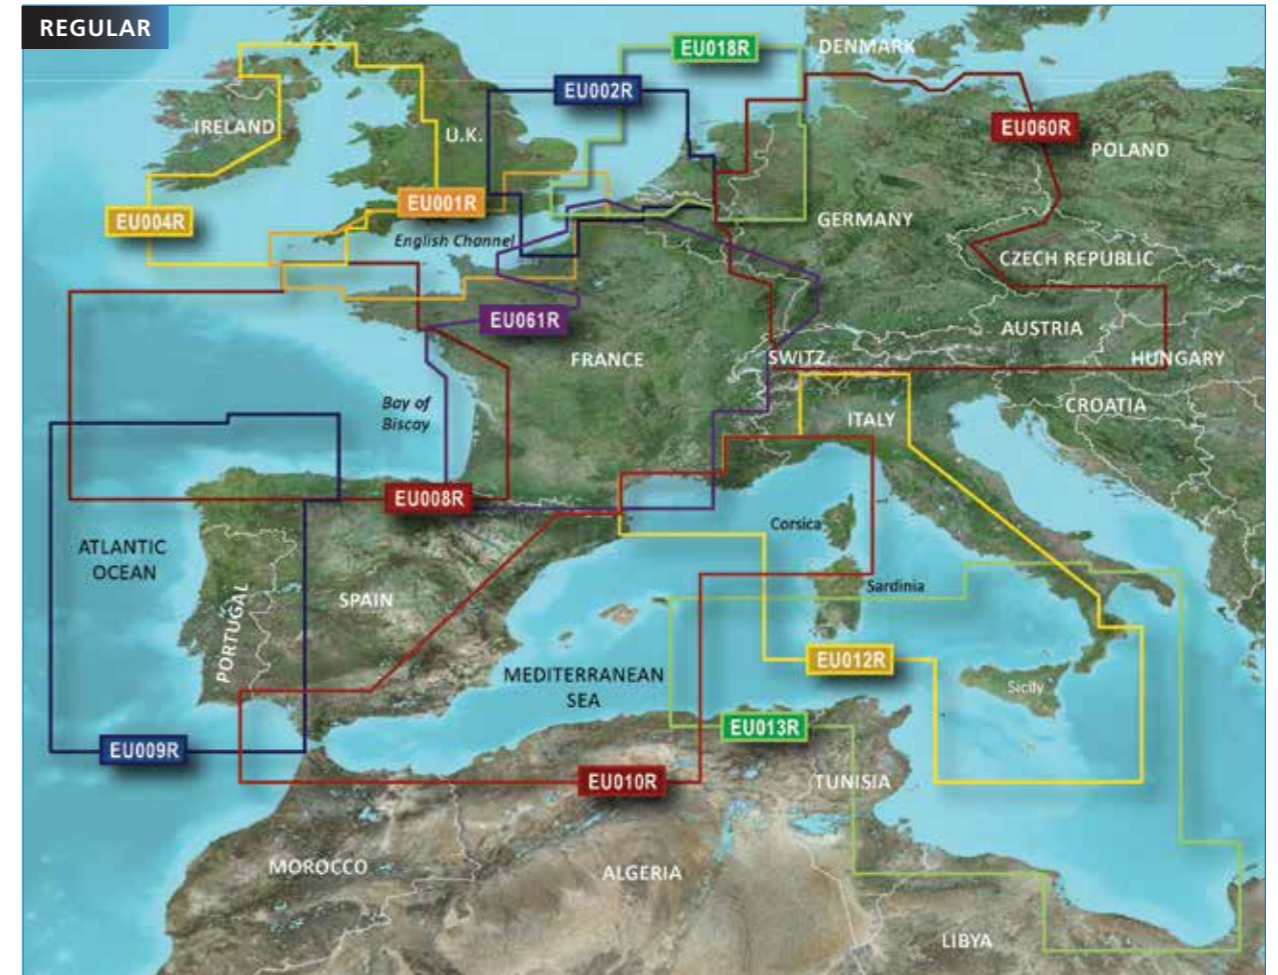 REGULAR
EU018R
DENMARK
EU002R
IRELAND
U.K.
EU060R
POLAND
EU001R
EU004R
GERMANY
English Channel
CZECH REPUBLIC
EU061R
AUSTRIA
FRANCE
SWITZ.
HUNGARY
Bay of
Biscay
CROATIA
ITALY
EU008R
Corsica
ATLANTIC
OCEAN
SPAIN
Sardinia
PORTUGAL
MEDITERRANEAN
SEA
EU012R
Sicily
EU009R
EU013R
EU010R
TUNISIA
MOROCCO
ALGERIA
LIBYA